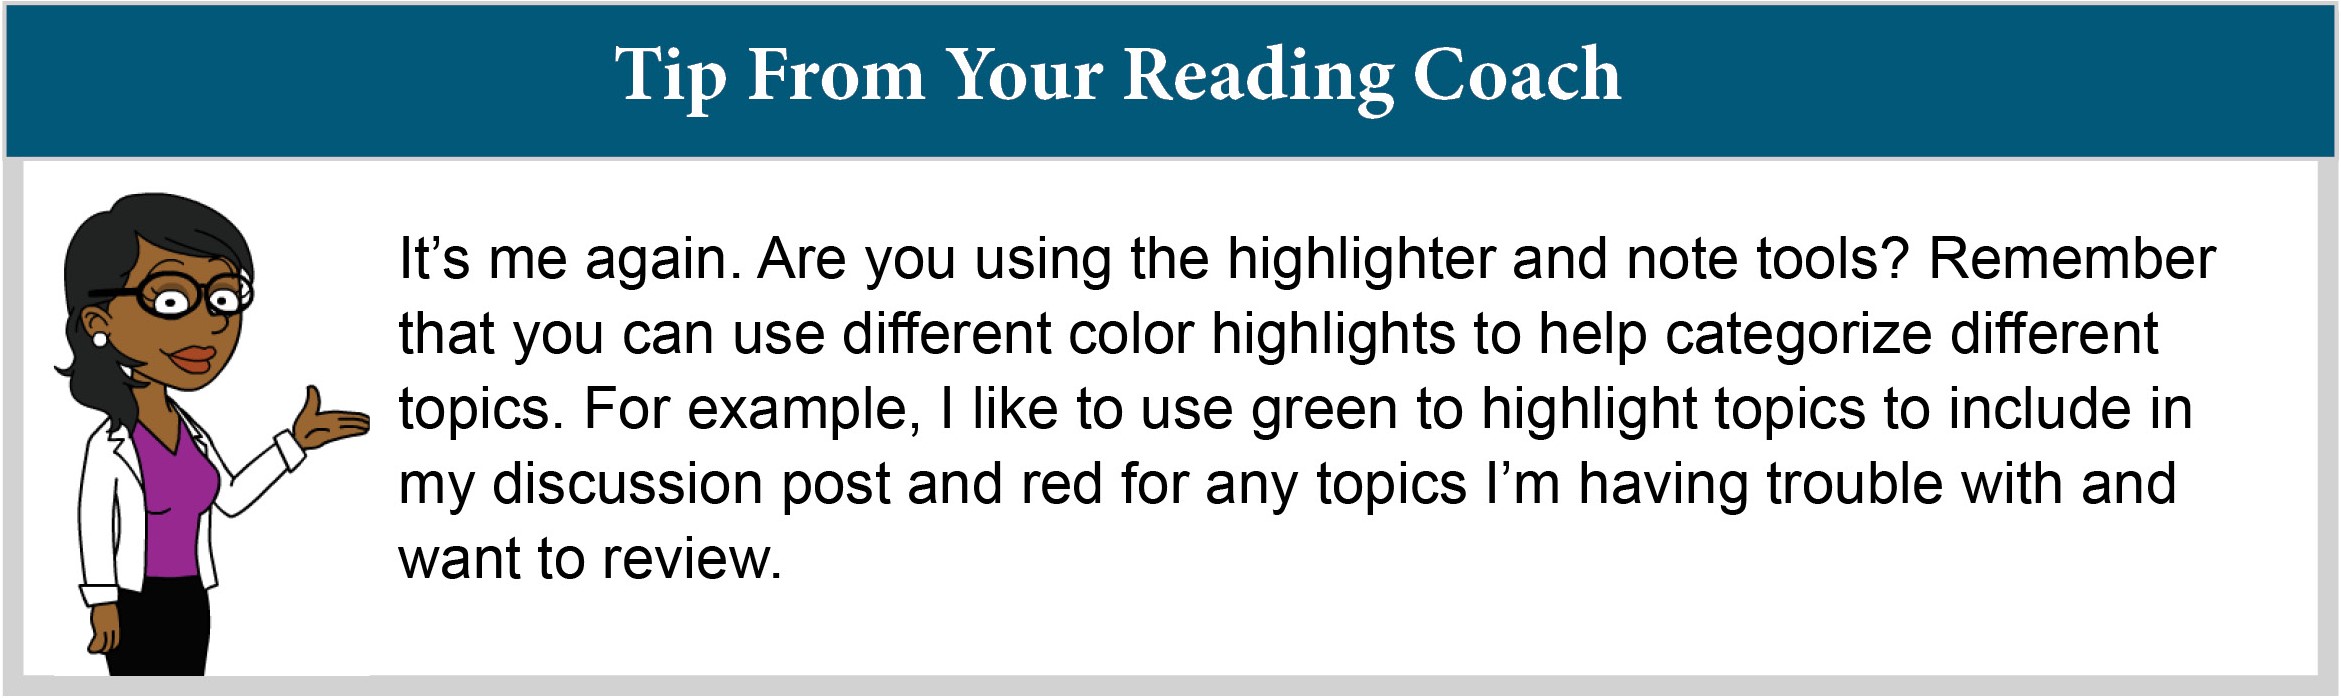 Tip From Your Reading Coach
It’s me again. Are you using the highlighter and note tools? Remember
that you can use different color highlights to help categorize different
topics. For example, I like to use green to highlight topics to include in
my discussion post and red for any topics I’m having trouble with and
want to review.